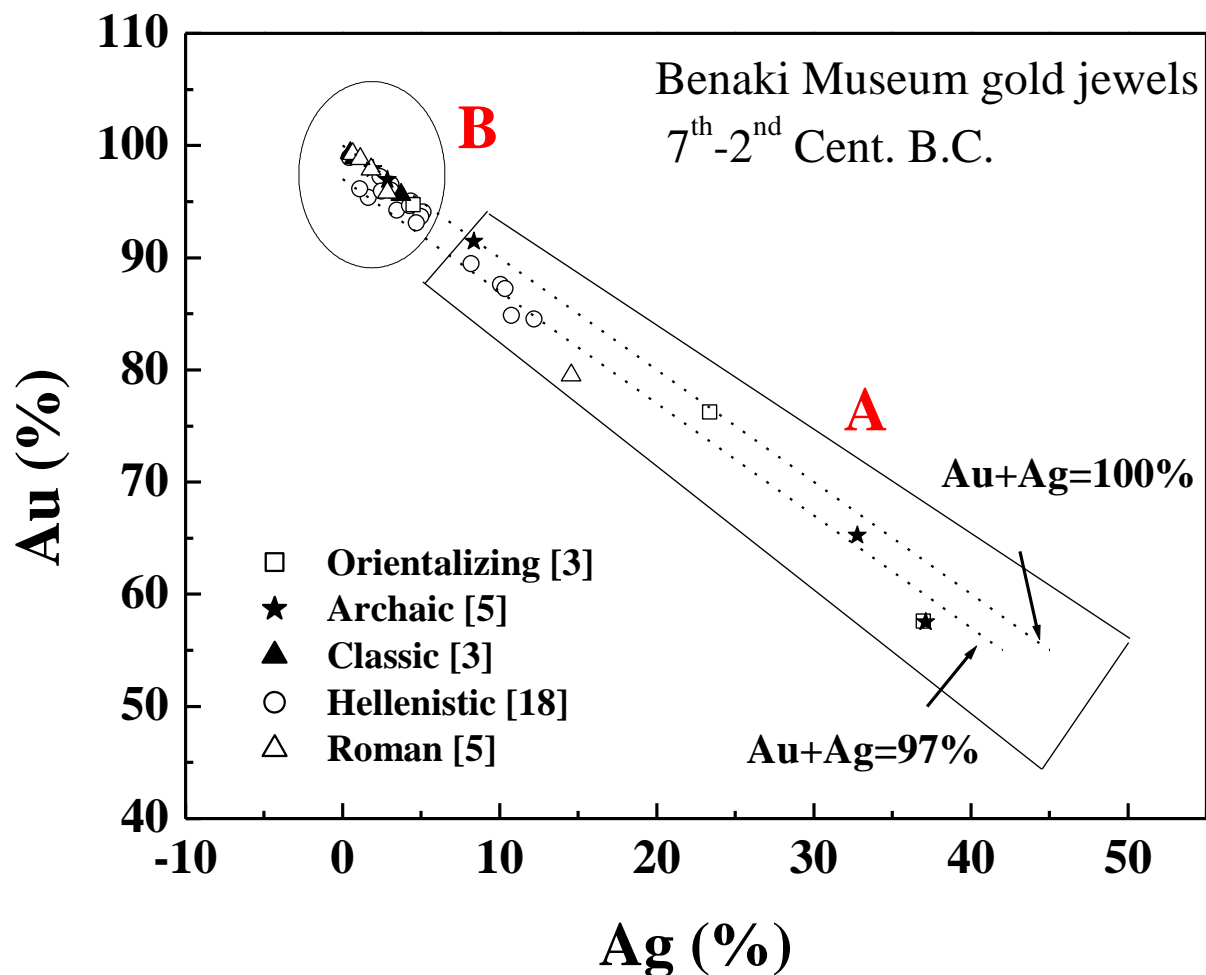 Benaki Museum gold jewels
7th-2nd Cent. B.C.
B
A
Au+Ag=100%
Au+Ag=97%
Orientalizing [3]
Archaic [5]
Classic [3]
Hellenistic [18]
Roman [5]
Au (%)
110
100
90
80
70
60
50
40
-10 0 10 20 30 40 50
Ag (%)